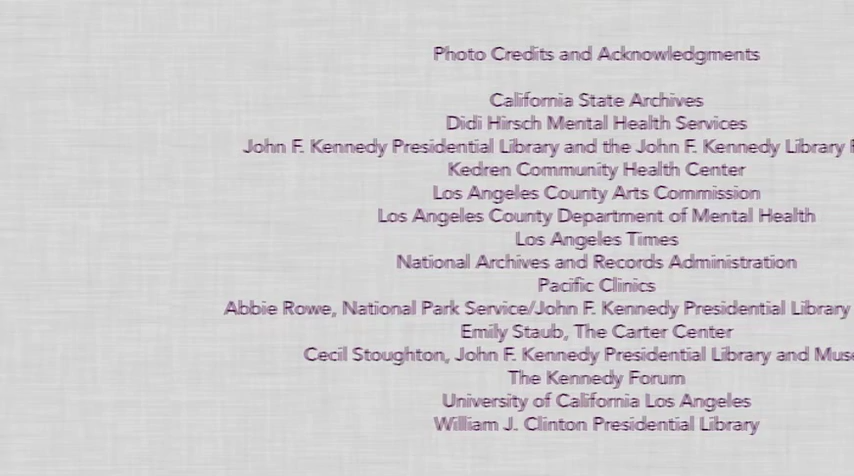 Photo Credits and Acknowledgments
California State Archives
Didi Hirsch Mental Health Services
John F. Kennedy Presidential Library and the John F. Kennedy Library
Kedren Community Health Center
Los Angeles County Arts Commission
Los Angeles County Department of Mental Health
Los Angeles Times
National Archives and Records Administration
Pacific Clinics
Abbie Rowe, National Park Service/John F. Kennedy Presidential Library
Emily Staub, The Carter Center
Cecil Stoughton, John F. Kennedy Presidential Library and
The Kennedy Forum
University of California Los Angeles
William J. Clinton Presidential Library